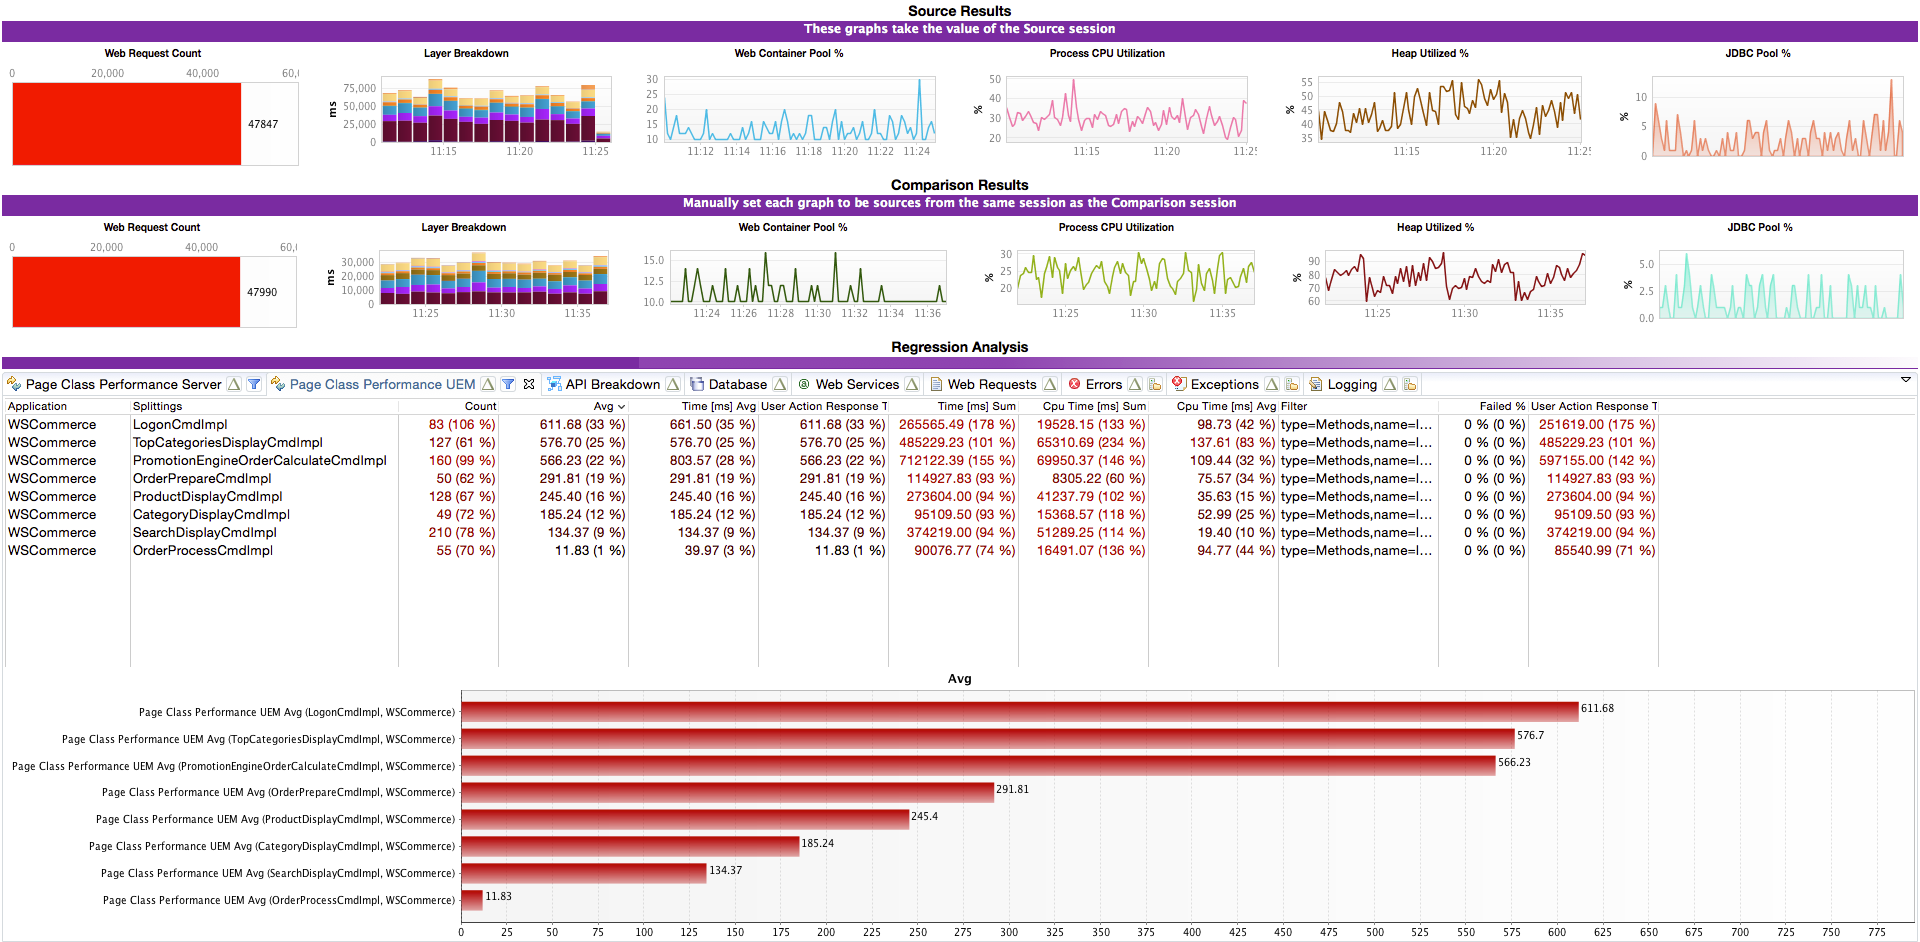 Source Results
These graphs take the value of the Source session
Web Request Count
0 20,000 40,000 60,(
47847
Layer Breakdown
ms
75,000
50,000
25,000
0
11:15 11:20 11:25
Web Container Pool %
30
25
20
15
10
11:12 11:14 11:16 11:18 11:20 11:22 11:24
Process CPU Utilization
%
50
40
30
20
11:15 11:20 11:2
Heap Utilized %
%
55
50
45
40
35
11:15 11:20 11:2
JDBC Pool %
%
10
5
0
Comparison Results
Manually set each graph to be sources from the same session as the Comparison session
Web Request Count
0 20,000 40,000 60,(
47990
Layer Breakdown
ms
30,000
20,000
10,000
0
11:25 11:30 11:35
Web Container Pool %
15.0
12.5
10.0
11:24 11:26 11:28 11:30 11:32 11:34 11:36
Process CPU Utilization
%
30
25
20
11:25 11:30 11:35
Heap Utilized %
%
90
80
70
60
11:25 11:30 11:35
JDBC Pool %
%
5.0
2.5
0.0
Regression Analysis
Page Class Performance Server Page Class Performance UEM API Breakdown Database Web Services Web Requests Errors Exceptions Logging
Application Splittings Count Avg Time [ms] Avg User Action Response T Time [ms] Sum Cpu Time [ms] Sum Cpu Time [ms] Avg Filter Failed % User Action Response T
WSCommerce LogonCmdImpl 83 (106 %) 611.68 (33 %) 661.50 (35 %) 611.68 (33 %) 265565.49 (178 %) 19528.15 (133 %) 98.73 (42 %) type=Methods,name=I... 0 % (0 %) 251619.00 (175 %)
WSCommerce TopCategoriesDisplayCmdImpl 127 (61 %) 576.70 (25 %) 576.70 (25 %) 576.70 (25 %) 485229.23 (101 %) 65310.69 (234 %) 137.61 (83 %) type=Methods,name=I... 0 % (0 %) 485229.23 (101 %)
WSCommerce PromotionEngineOrderCalculateCmdImpl 160 (99 %) 566.23 (22 %) 803.57 (28 %) 566.23 (22 %) 712122.39 (155 %) 69950.37 (146 %) 109.44 (32 %) type=Methods,name=I... 0 % (0 %) 597155.00 (142 %)
WSCommerce OrderPrepareCmdImpl 50 (62 %) 291.81 (19 %) 291.81 (19 %) 291.81 (19 %) 114927.83 (93 %) 8305.22 (60 %) 75.57 (34 %) type=Methods,name=I... 0 % (0 %) 114927.83 (93 %)
WSCommerce ProductDisplayCmdImpl 128 (67 %) 245.40 (16 %) 245.40 (16 %) 245.40 (16 %) 273604.00 (94 %) 41237.79 (102 %) 35.63 (15 %) type=Methods,name=I... 0 % (0 %) 273604.00 (94 %)
WSCommerce CategoryDisplayCmdImpl 49 (72 %) 185.24 (12 %) 185.24 (12 %) 185.24 (12 %) 95109.50 (93 %) 15368.57 (118 %) 52.99 (25 %) type=Methods,name=I... 0 % (0 %) 95109.50 (93 %)
WSCommerce SearchDisplayCmdImpl 210 (78 %) 134.37 (9 %) 134.37 (9 %) 134.37 (9 %) 374219.00 (94 %) 51289.25 (114 %) 19.40 (10 %) type=Methods,name=I... 0 % (0 %) 374219.00 (94 %)
WSCommerce OrderProcessCmdImpl 55 (70 %) 11.83 (1 %) 39.97 (3 %) 11.83 (1 %) 90076.77 (74 %) 16491.07 (136 %) 94.77 (44 %) type=Methods,name=I... 0 % (0 %) 85540.99 (71 %)
Avg
Page Class Performance UEM Avg (LogonCmdImpl, WSCommerce) 611.68
Page Class Performance UEM Avg (TopCategoriesDisplayCmdImpl, WSCommerce) 576.7
Page Class Performance UEM Avg (PromotionEngineOrderCalculateCmdImpl, WSCommerce) 566.23
Page Class Performance UEM Avg (OrderPrepareCmdImpl, WSCommerce) 291.81
Page Class Performance UEM Avg (ProductDisplayCmdImpl, WSCommerce) 245.4
Page Class Performance UEM Avg (CategoryDisplayCmdImpl, WSCommerce) 185.24
Page Class Performance UEM Avg (SearchDisplayCmdImpl, WSCommerce) 134.37
Page Class Performance UEM Avg (OrderProcessCmdImpl, WSCommerce) 11.83
0 25 50 75 100 125 150 175 200 225 250 275 300 325 350 375 400 425 450 475 500 525 550 575 600 625 650 675 700 725 750 775